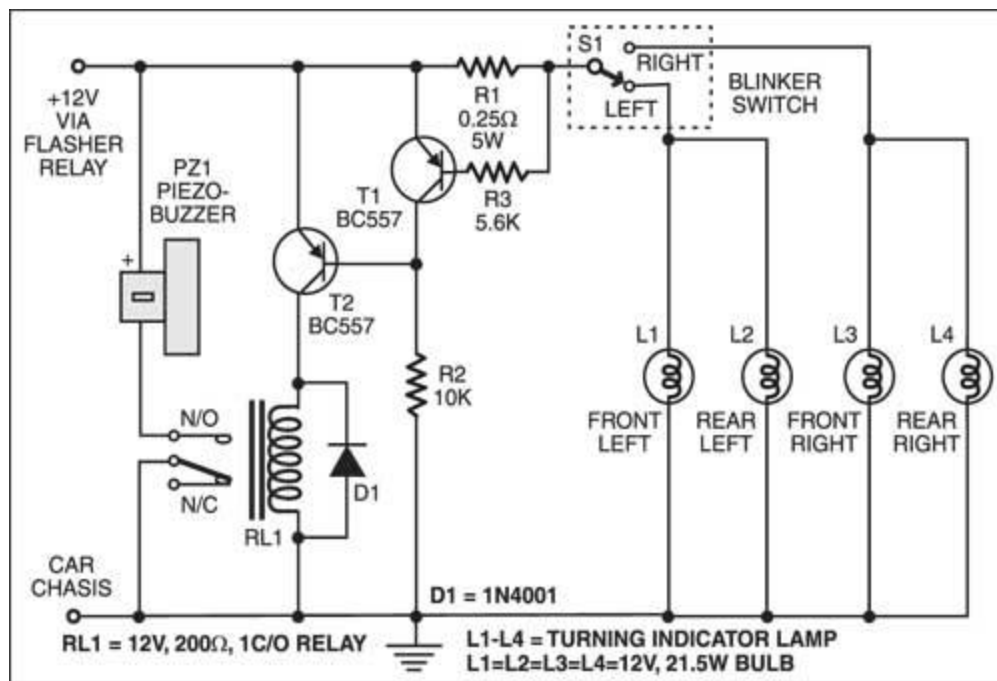 +12V
VIA
FLASHER
RELAY
PZ1
PIEZO-
BUZZER
+
R1
0.25Ω
5W
S1
RIGHT
LEFT
BLINKER
SWITCH
T1
BC557
R3
5.6K
T2
BC557
R2
10K
L1
FRONT
LEFT
L2
REAR
LEFT
L3
FRONT
RIGHT
L4
REAR
RIGHT
N/O
N/C
RL1
D1
CAR
CHASIS
D1 = 1N4001
RL1 = 12V, 200Ω, 1C/O RELAY
L1-L4 = TURNING INDICATOR LAMP
L1=L2=L3=L4=12V, 21.5W BULB